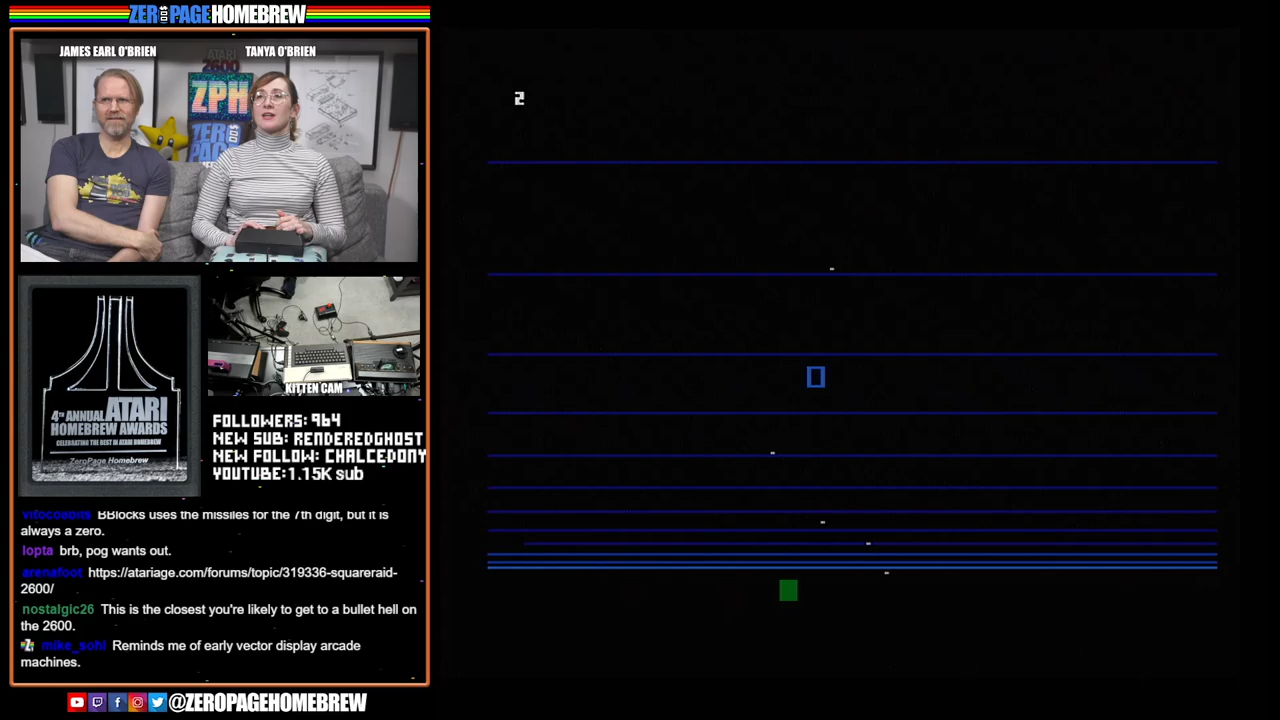 ZEROPAGE HOMEBREW
JAMES EARL O'BRIEN
TANYA O'BRIEN
ATARI
2600
ZPH
ZERO
PAGE
4TH ANNUAL ATARI
HOMEBREW AWARDS
CELEBRATING THE BEST IN ATARI HOMEBREW
ZeroPage Homebrew
KITTEN CAM
FOLLOWERS: 964
NEW SUB: RENDEREDGHOST
NEW FOLLOW: CHALCEDONY
YOUTUBE: 1.15K sub
BBlocks uses the missiles for the 7th digit, but it is
always a zero.
lopta brb, pog wants out.
arenafoot https://atariage.com/forums/topic/319336-squareraid-
2600/
nostalgic26 This is the closest you're likely to get to a bullet hell on
the 2600.
mike_sohl Reminds me of early vector display arcade
machines.
@ZEROPAGEHOMEBREW
2